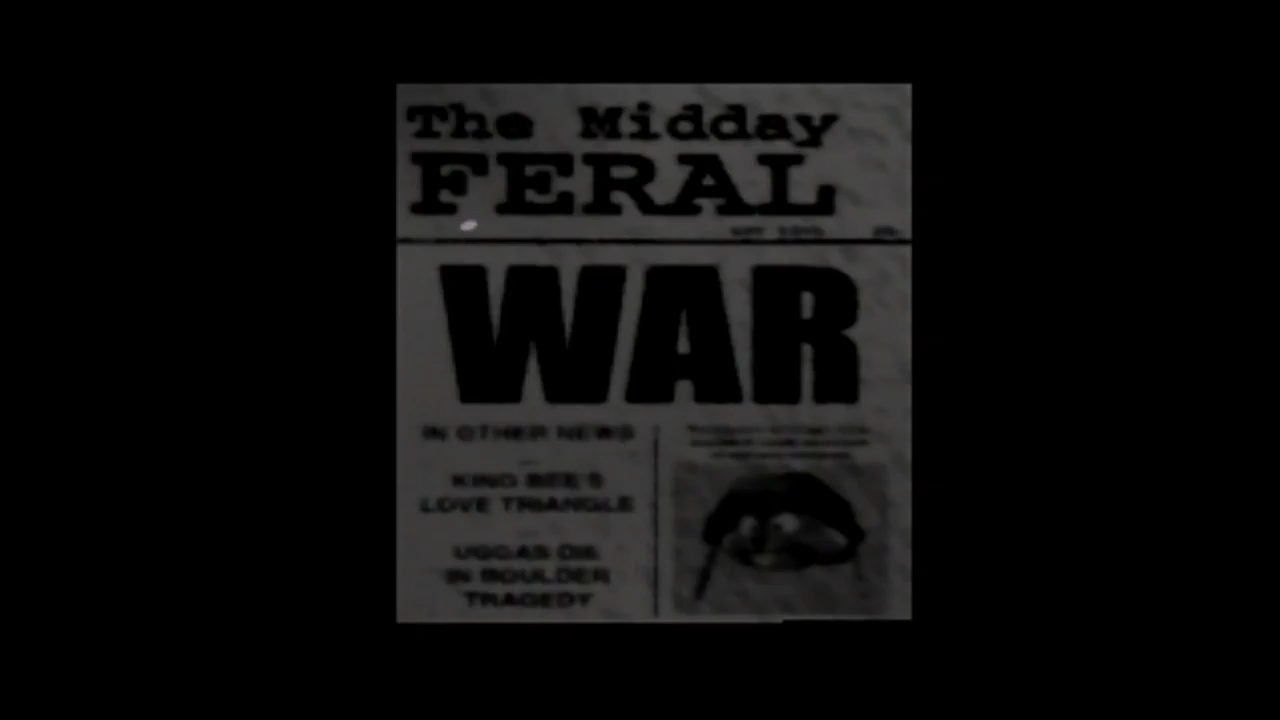 The Midday
FERAL
WAR
IN OTHER NEWS
KING BEE'S
LOVE TRIANGLE
UGGAS DIE
IN BOULDER
TRAGEDY